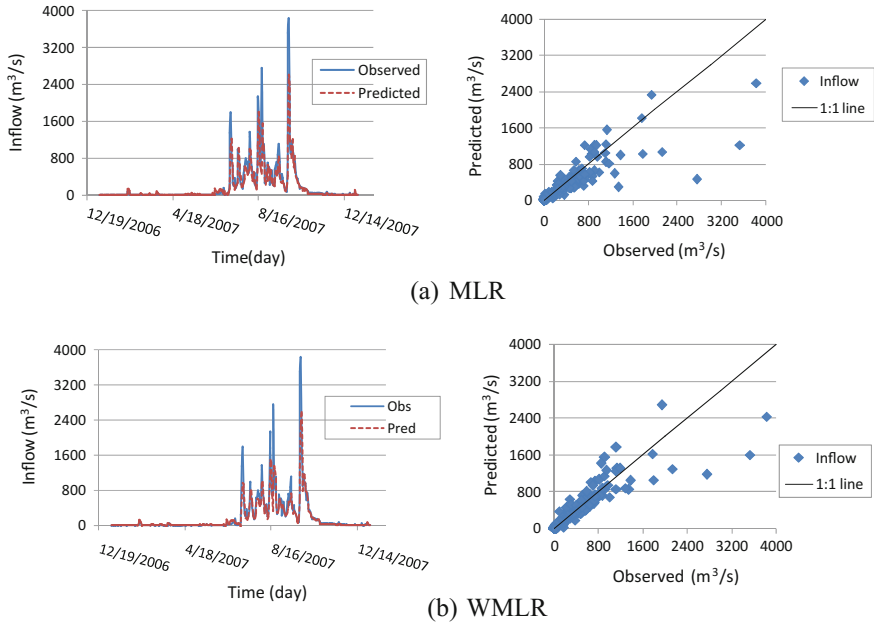 4000
3200
2400
1600
800
0
Inflow (m³/s)
Observed
Predicted
12/19/2006
4/18/2007
8/16/2007
12/14/2007
Time(day)
4000
3200
2400
1600
800
0
Predicted (m³/s)
Inflow
1:1 line
0
800
1600
2400
3200
4000
Observed (m³/s)
(a) MLR
4000
3200
2400
1600
800
0
Inflow (m³/s)
Obs
Pred
12/19/2006
4/18/2007
8/16/2007
12/14/2007
Time (day)
4000
3200
2400
1600
800
0
Predicted (m³/s)
Inflow
1:1 line
0
800
1600
2400
3200
4000
Observed (m³/s)
(b) WMLR